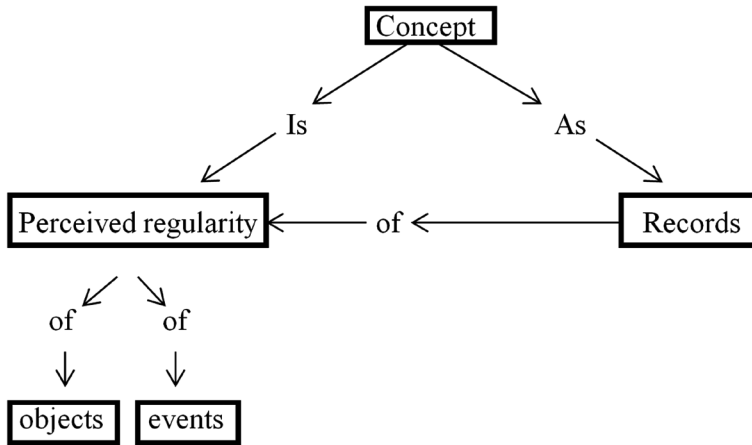 Concept
Is
As
Perceived regularity
of
Records
of
of
objects
events